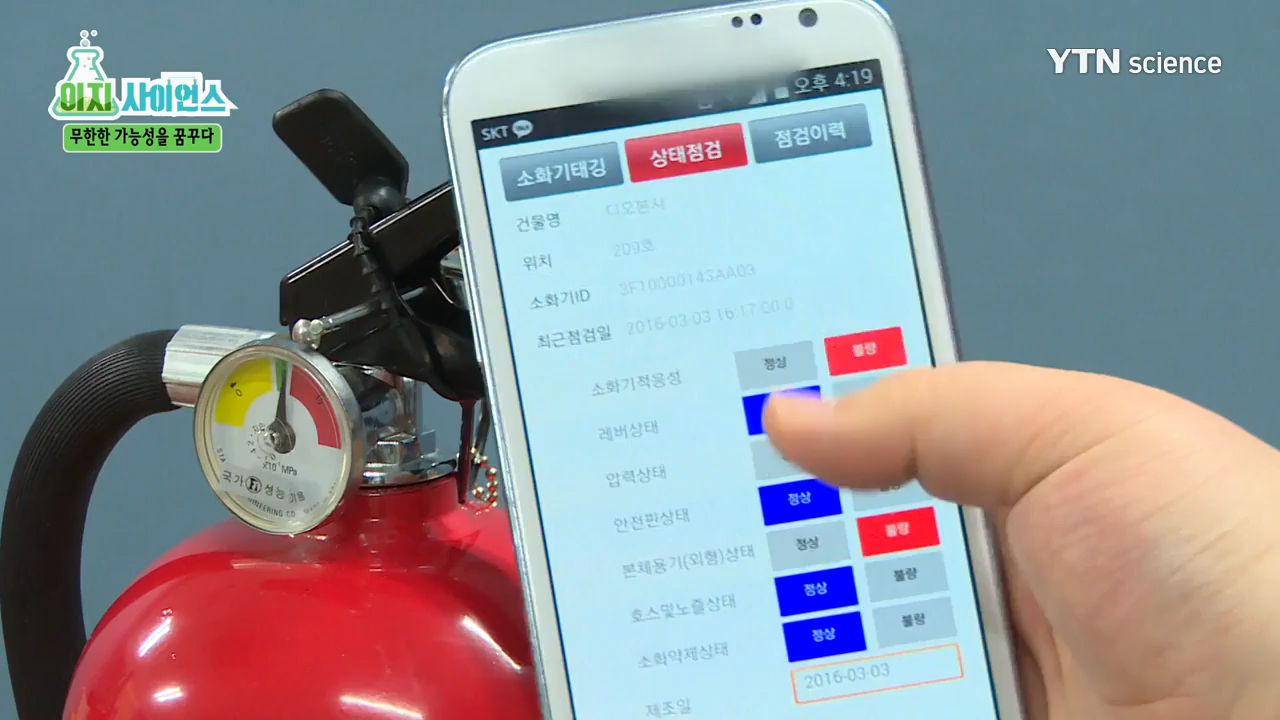 이지 사이언스
무한한 가능성을 꿈꾸다
YTN science
SKT
오후 4:19
소화기태깅
상태점검
점검이력
건물명 디오본사
위치 209호
소화기ID 3F10000143AA03
최근점검일 2016-03-03 16:17:00.0
소화기적응성 정상 불량
레버상태
압력상태
안전핀상태 정상
본체용기(외형)상태 정상 불량
호스및노즐상태 정상 불량
소화약제상태 정상 불량
제조일 2016-03-03
0
MPa
국가 성능